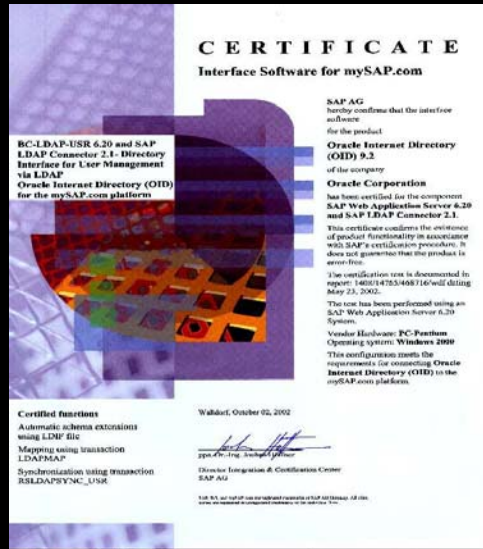 CERTIFICATE
Interface Software for mySAP.com
SAP AG
hereby confirms that the interface
software
for the product
Oracle Internet Directory
(OID) 9.2
of the company
Oracle Corporation
has been certified for the component
SAP Web Application Server 6.20
and SAP LDAP Connector 2.1.
This certificate confirms the existence
of product functionality in accordance
with SAP's certification procedure. It
does not guarantee that the product is
error-free.
The certification test is documented in
report: 1408/14765/468716/wdf dating
May 23, 2002.
The test has been performed using an
SAP Web Application Server 6.20
System.
Vendor Hardware: PC-Pentium
Operating system: Windows 2000
This configuration meets the
requirements for connecting Oracle
Internet Directory (OID) to the
mySAP.com platform.
BC-LDAP-USR 6.20 and SAP
LDAP Connector 2.1- Directory
Interface for User Management
via LDAP
Oracle Internet Directory (OID)
for the mySAP.com platform
Certified functions
Automatic schema extensions
using LDIF file
Mapping using transaction
LDAPMAP
Synchronization using transaction
RSLDAPSYNC_USR
Walldorf, October 02, 2002
ppa. Dr.-Ing.
Director Integration & Certification Center
SAP AG